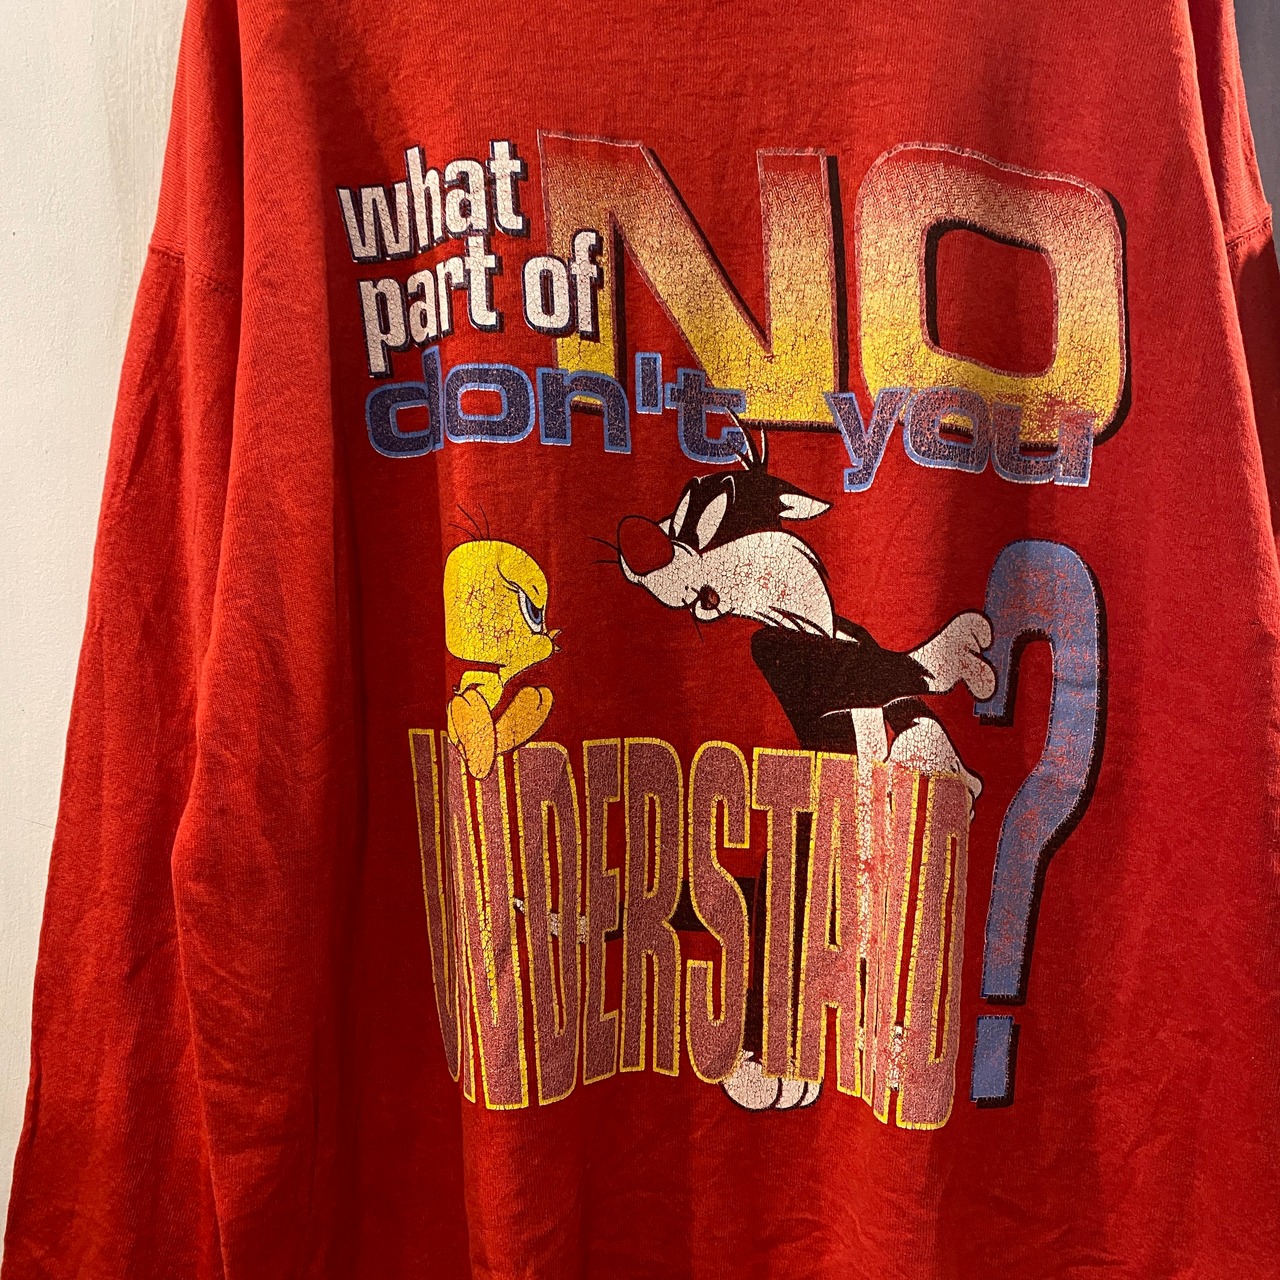 What
part of NO
don't you
UNDERSTAND?